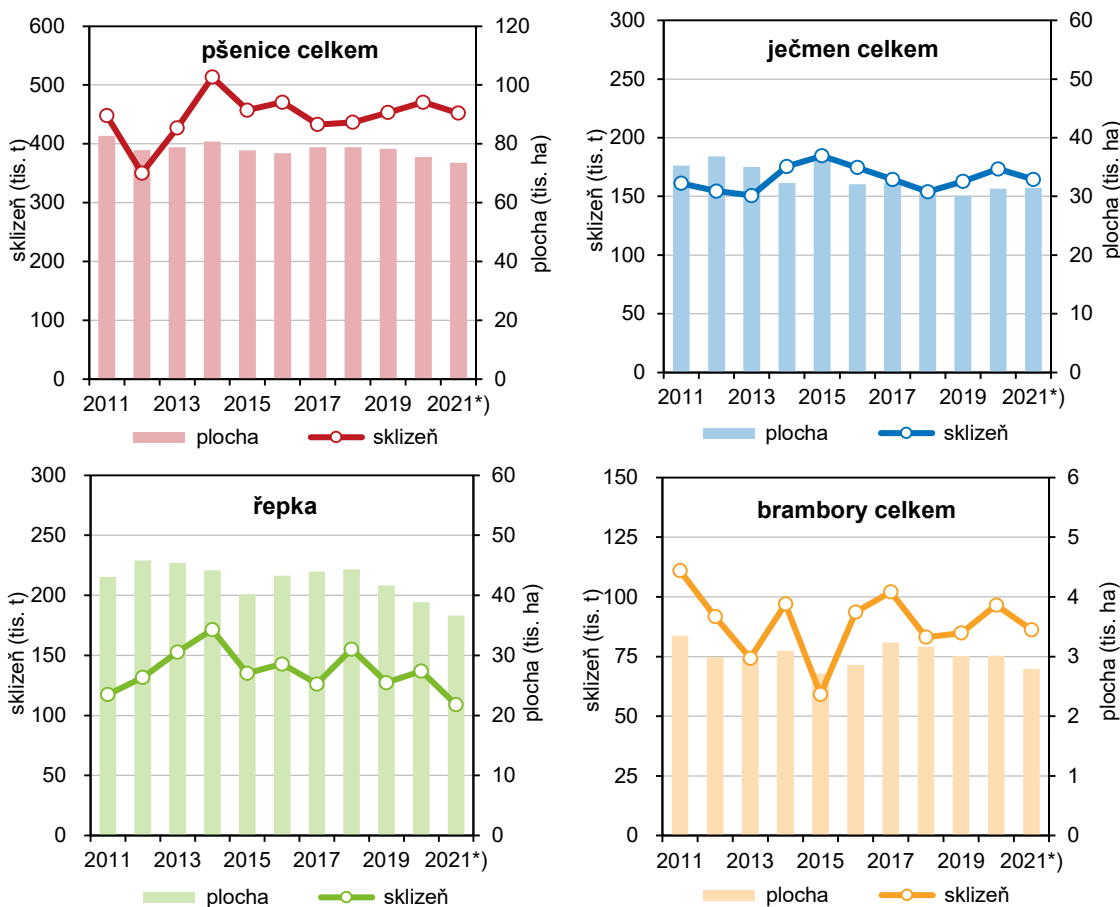 pšenice celkem
sklizeň (tis. t)
600
500
400
300
200
100
0
plocha (tis. ha)
120
100
80
60
40
20
0
2011 2013 2015 2017 2019 2021*)
plocha sklizeň
ječmen celkem
sklizeň (tis. t)
300
250
200
150
100
50
0
plocha (tis. ha)
60
50
40
30
20
10
0
2011 2013 2015 2017 2019 2021*)
plocha sklizeň
řepka
sklizeň (tis. t)
300
250
200
150
100
50
0
plocha (tis. ha)
60
50
40
30
20
10
0
2011 2013 2015 2017 2019 2021*)
plocha sklizeň
brambory celkem
sklizeň (tis. t)
150
125
100
75
50
25
0
plocha (tis. ha)
6
5
4
3
2
1
0
2011 2013 2015 2017 2019 2021*)
plocha sklizeň